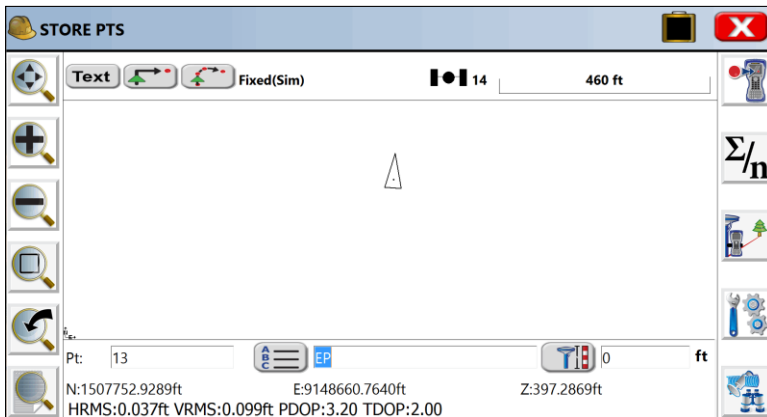 STORE PTS
X
Text Fixed(Sim) 14 460 ft
Σ/n
Pt: 13 A B C EP 0 ft
N:1507752.9289ft E:9148660.7640ft Z:397.2869ft
HRMS:0.037ft VRMS:0.099ft PDOP:3.20 TDOP:2.00